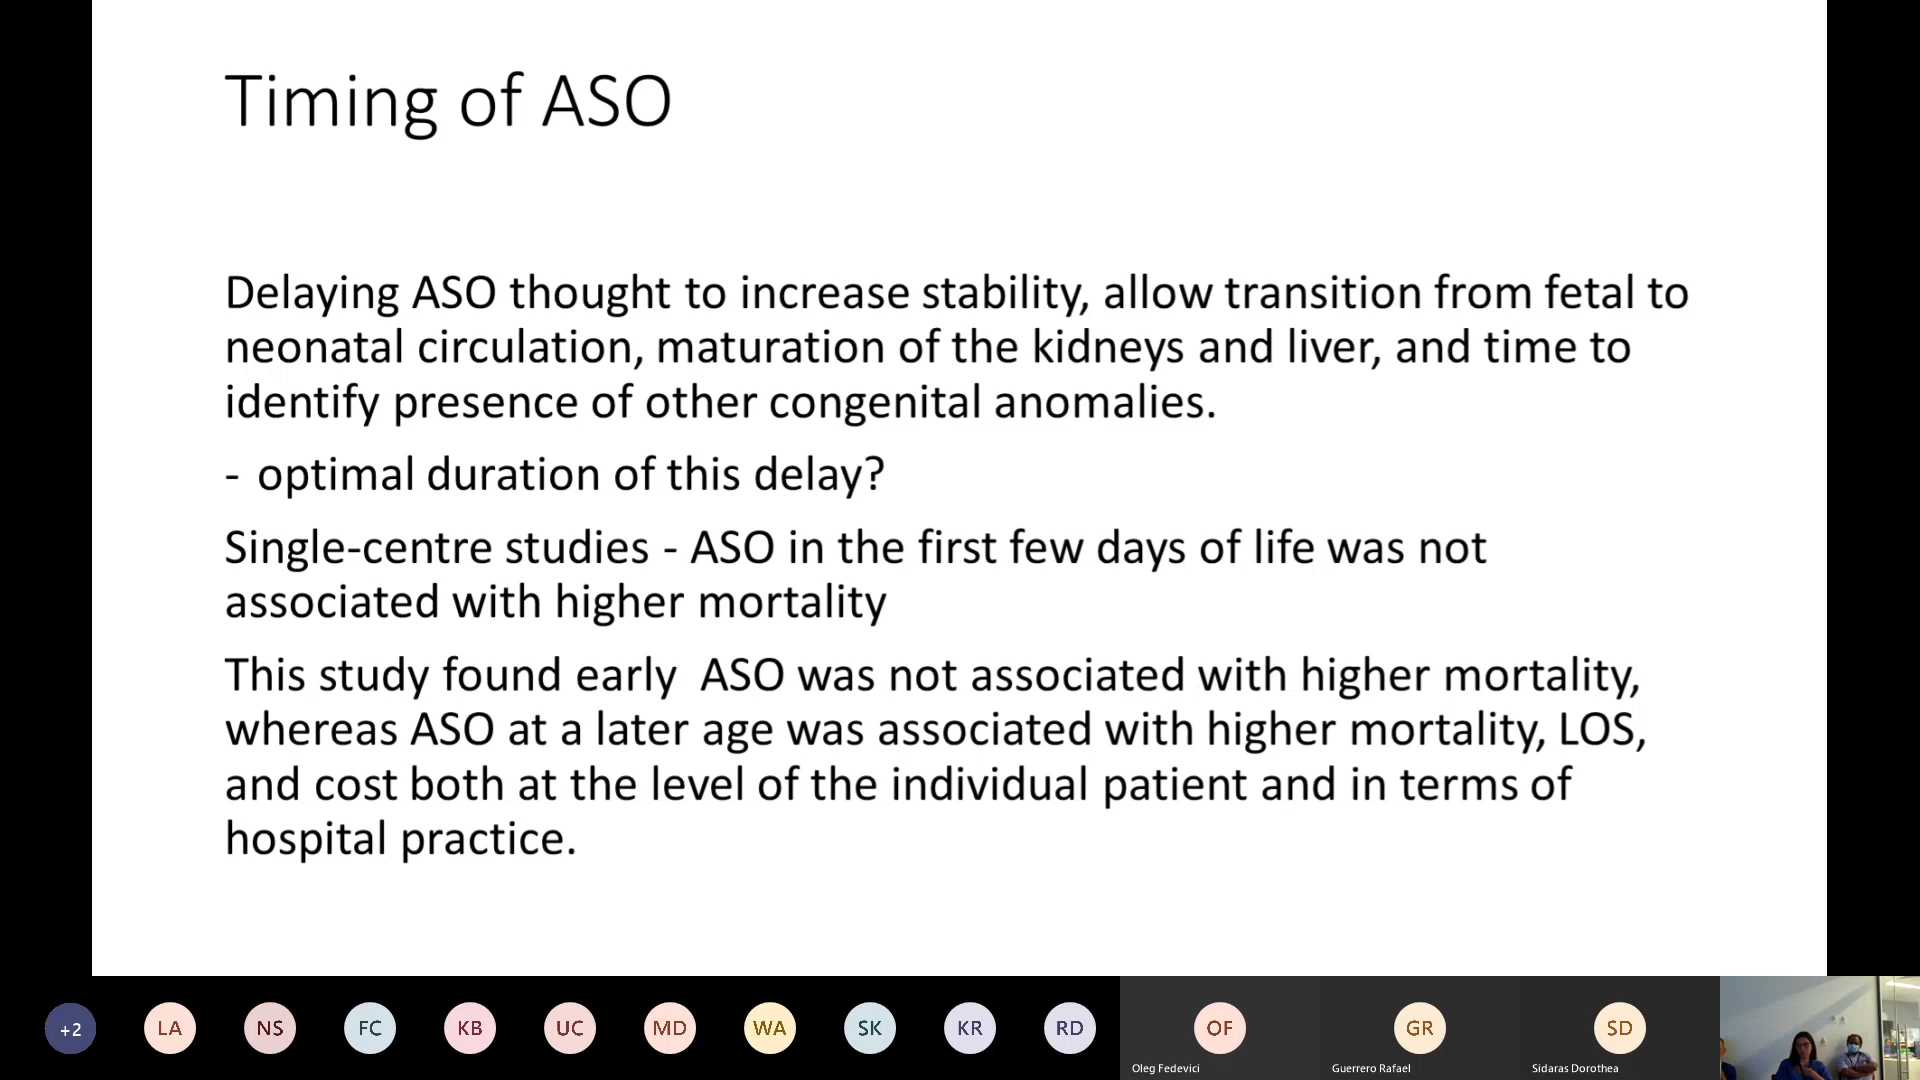 Timing of ASO
Delaying ASO thought to increase stability, allow transition from fetal to
neonatal circulation, maturation of the kidneys and liver, and time to
identify presence of other congenital anomalies.
- optimal duration of this delay?
Single-centre studies - ASO in the first few days of life was not
associated with higher mortality
This study found early  ASO was not associated with higher mortality,
whereas ASO at a later age was associated with higher mortality, LOS,
and cost both at the level of the individual patient and in terms of
hospital practice.
+2 LA NS FC KB UC MD WA SK KR RD OF GR SD
Oleg Fedevici Guerrero Rafael Sidaras Dorothea